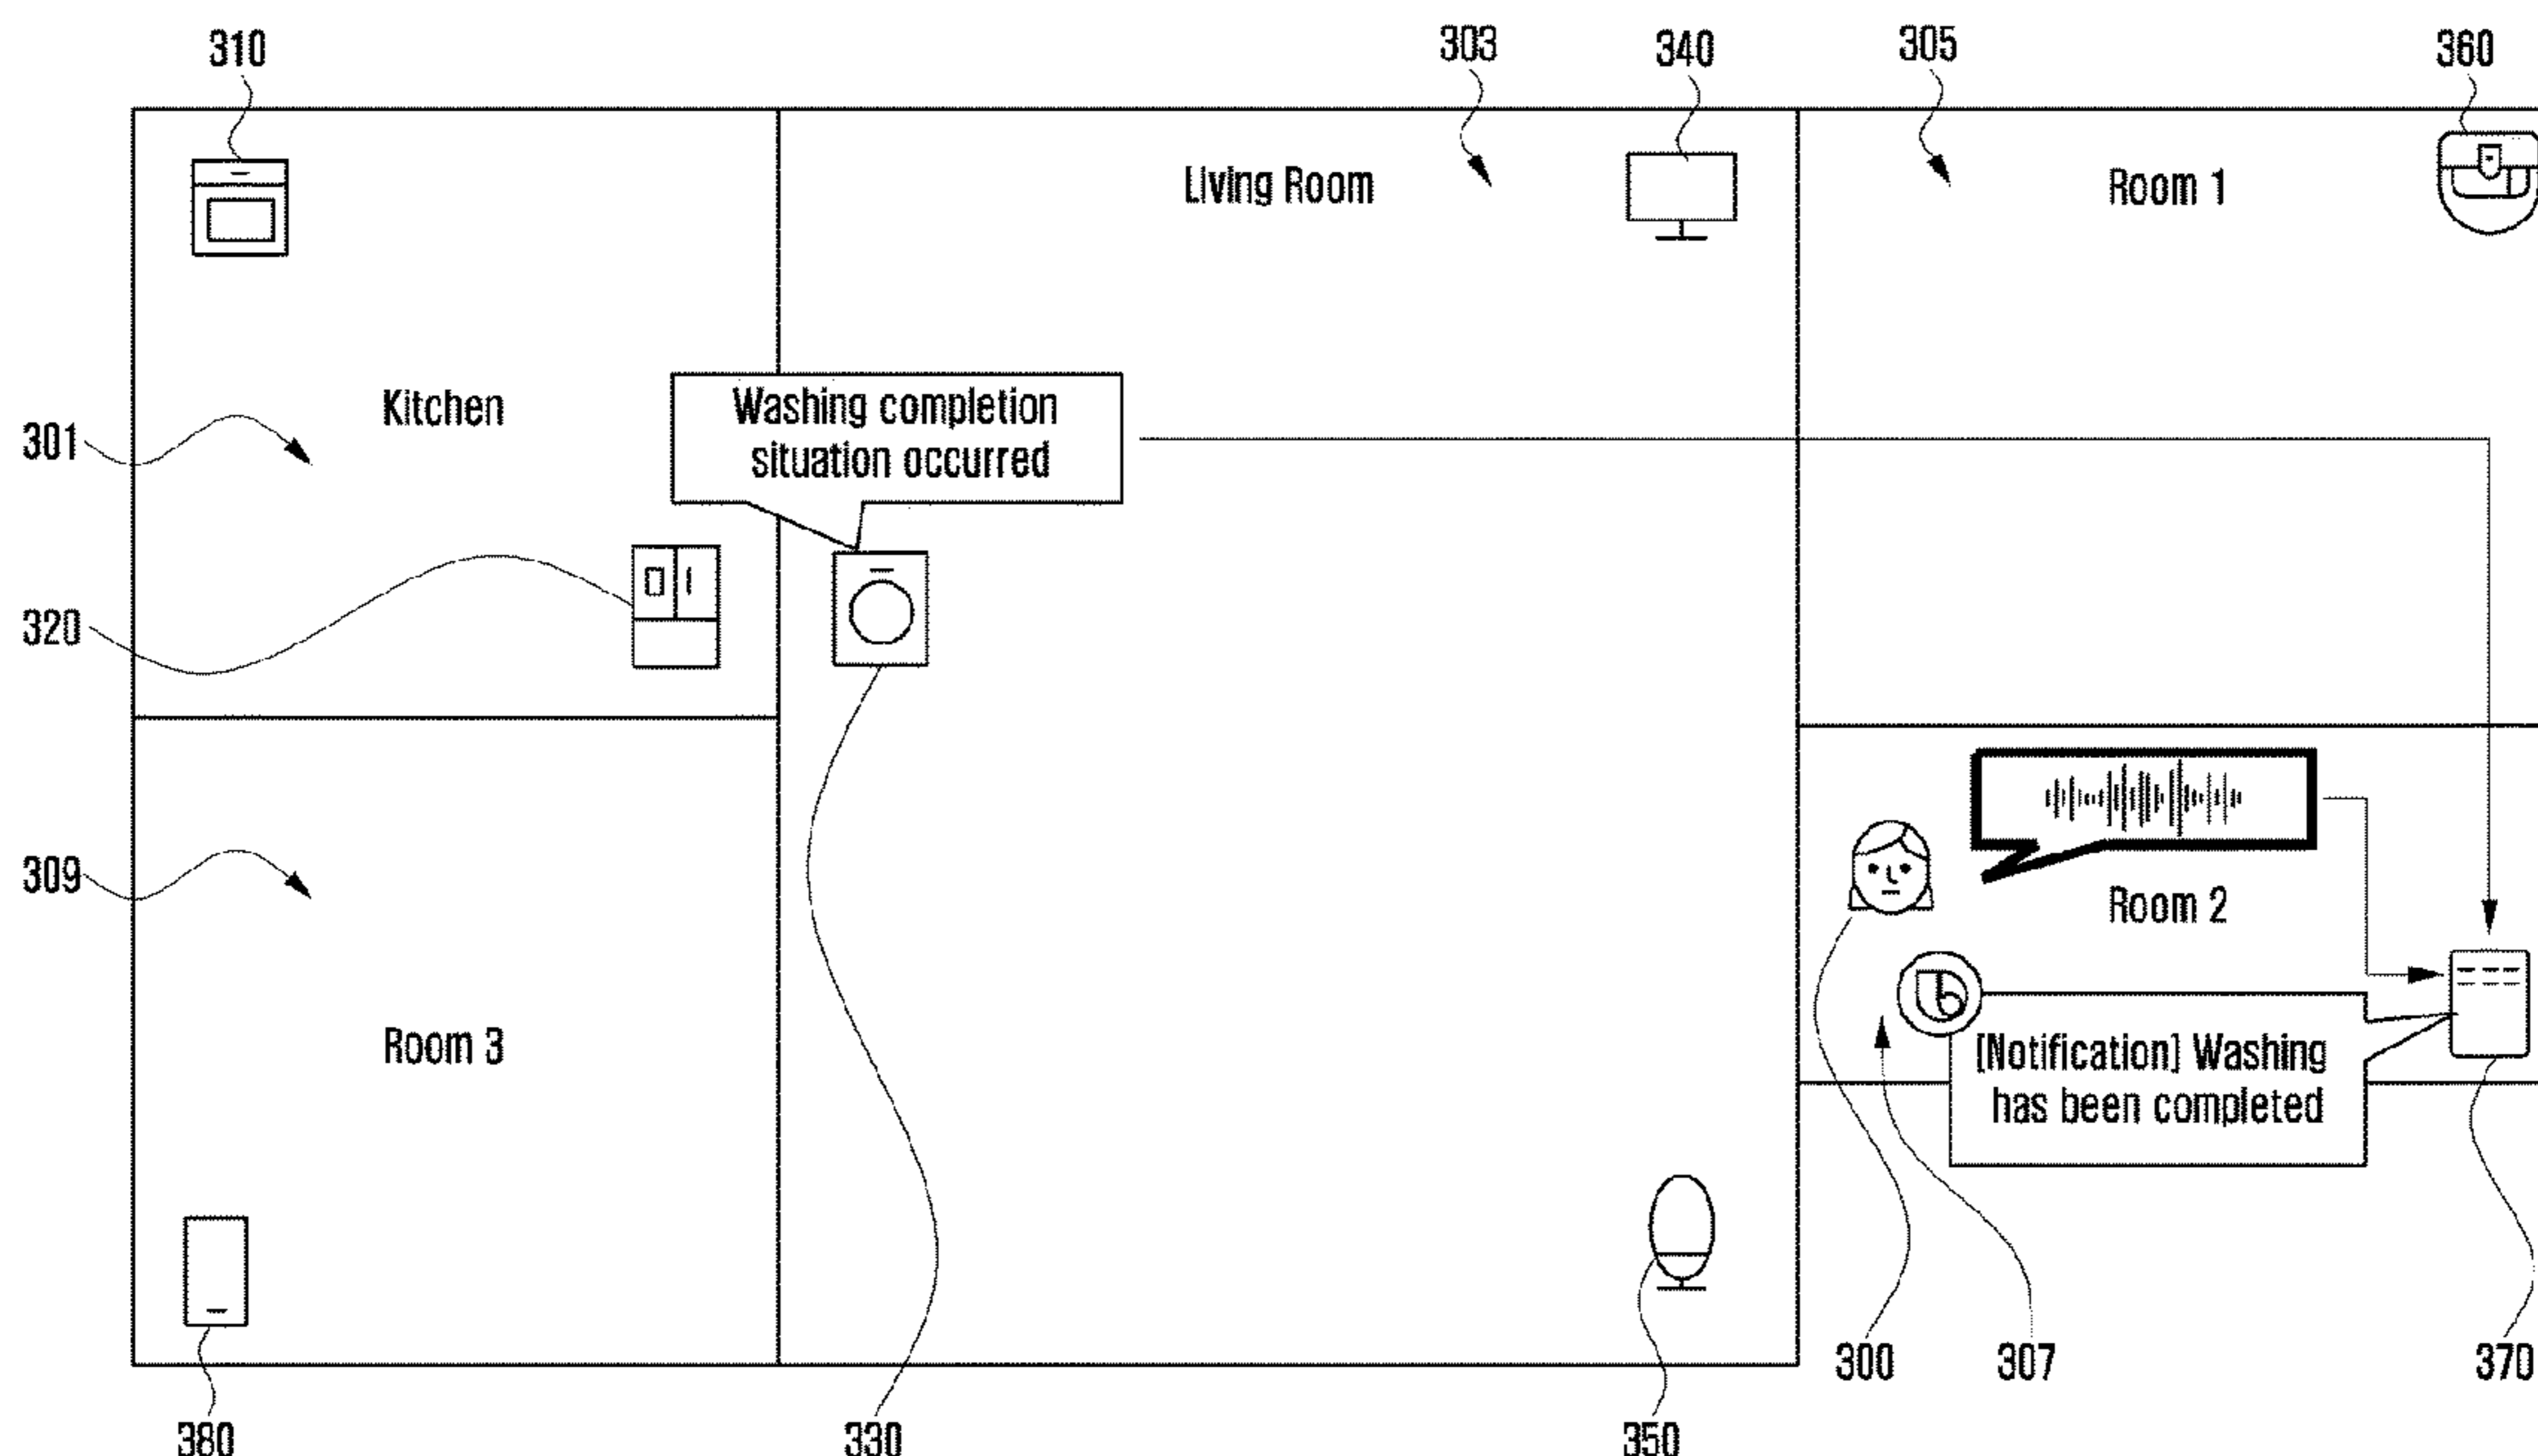 310
303
340
305
360
Living Room
Room 1
Kitchen
Washing completion
situation occurred
301
320
309
Room 2
Room 3
[Notification] Washing
has been completed
300
307
370
380
330
350